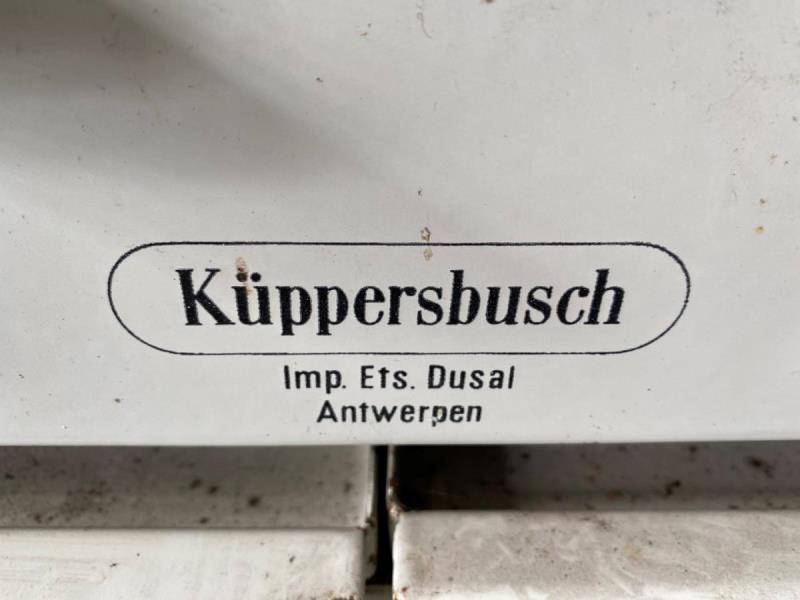 Küppersbusch
Imp. Ets. Dusal
Antwerpen